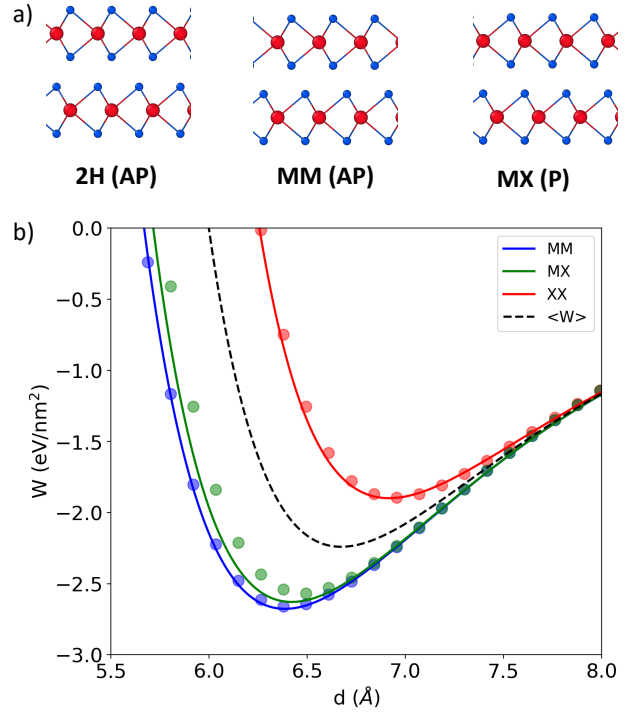 a)
2H (AP) MM (AP) MX (P)
b)
0.0
−0.5
−1.0
−1.5
−2.0
−2.5
−3.0
W (eV/nm²)
MM
MX
XX
<W>
5.5 6.0 6.5 7.0 7.5 8.0
d (Å)